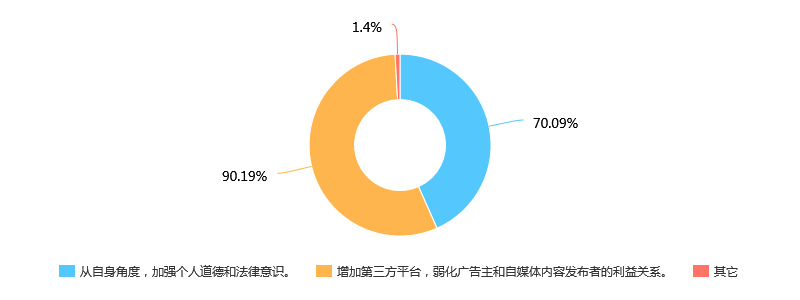 1.4%
70.09%
90.19%
从自身角度，加强个人道德和法律意识。
增加第三方平台，弱化广告主和自媒体内容发布者的利益关系。
其它